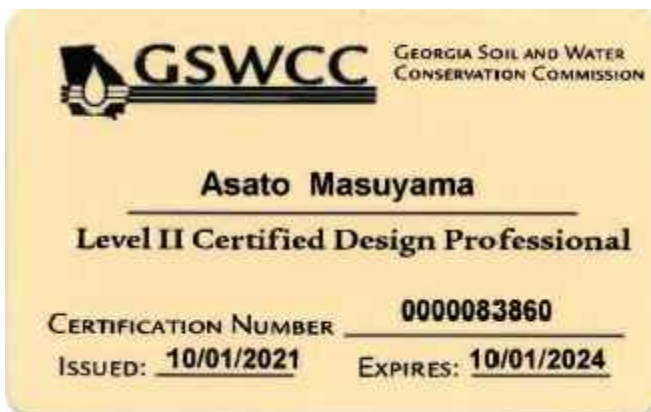 GSWCC
GEORGIA SOIL AND WATER
CONSERVATION COMMISSION
Asato Masuyama
Level II Certified Design Professional
CERTIFICATION NUMBER 0000083860
ISSUED: 10/01/2021 EXPIRES: 10/01/2024